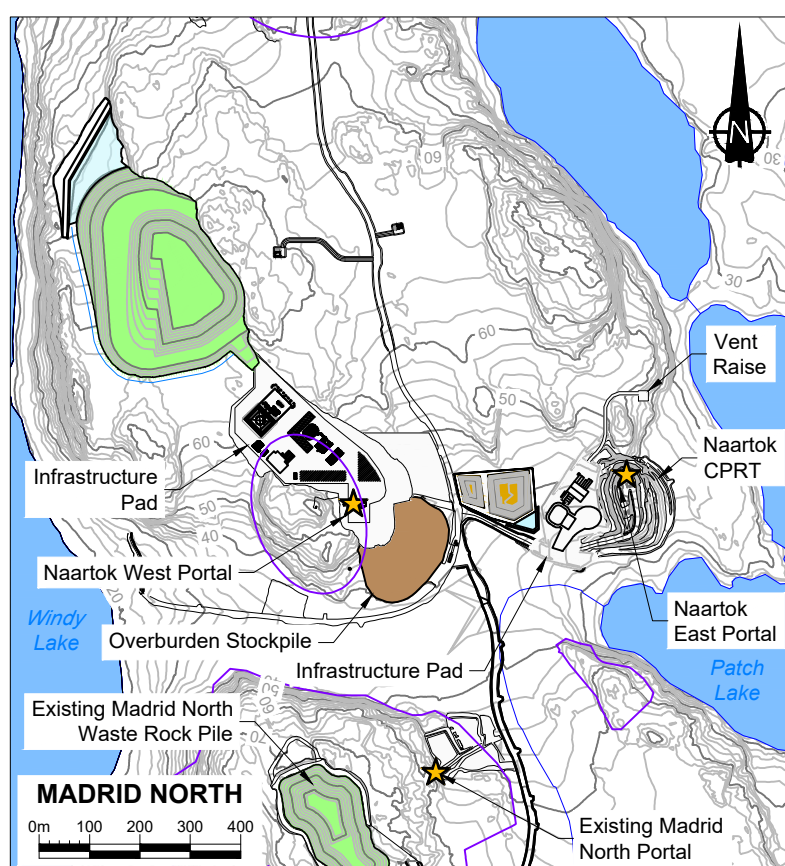 N
60
30
Vent
Raise
60
50
Naartok
CPRT
60
Infrastructure
Pad
50
40
Naartok West Portal
Windy
Lake
Overburden Stockpile
Naartok
East Portal
Infrastructure Pad
Patch
Lake
50
60
70
Existing Madrid North
Waste Rock Pile
MADRID NORTH
0m 100 200 300 400
Existing Madrid
North Portal